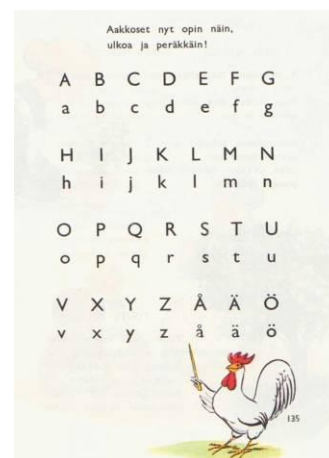 Aakkoset nyt opin näin,
ulkoa ja peräkkäin!
A B C D E F G
a b c d e f g
H I J K L M N
h i j k l m n
O P Q R S T U
o p q r s t u
V X Y Z Å Ä Ö
v x y z å ä ö
135